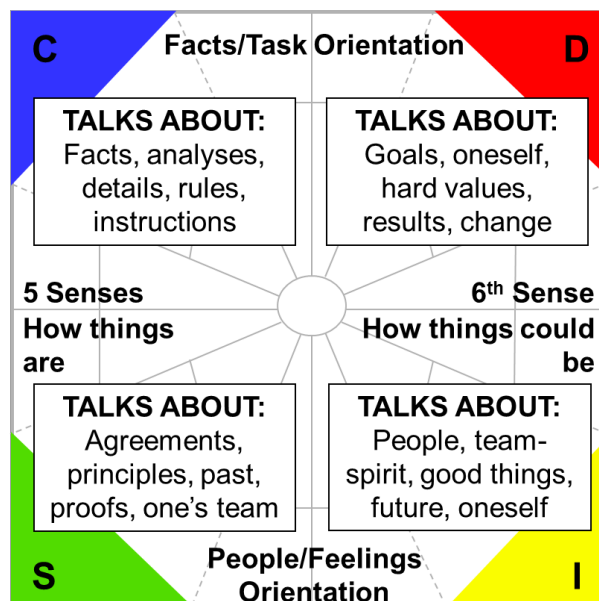 C
Facts/Task Orientation
D
TALKS ABOUT:
Facts, analyses,
details, rules,
instructions
TALKS ABOUT:
Goals, oneself,
hard values,
results, change
5 Senses
How things
are
6th Sense
How things could
be
TALKS ABOUT:
Agreements,
principles, past,
proofs, one's team
TALKS ABOUT:
People, team-
spirit, good things,
future, oneself
S
People/Feelings
Orientation
I